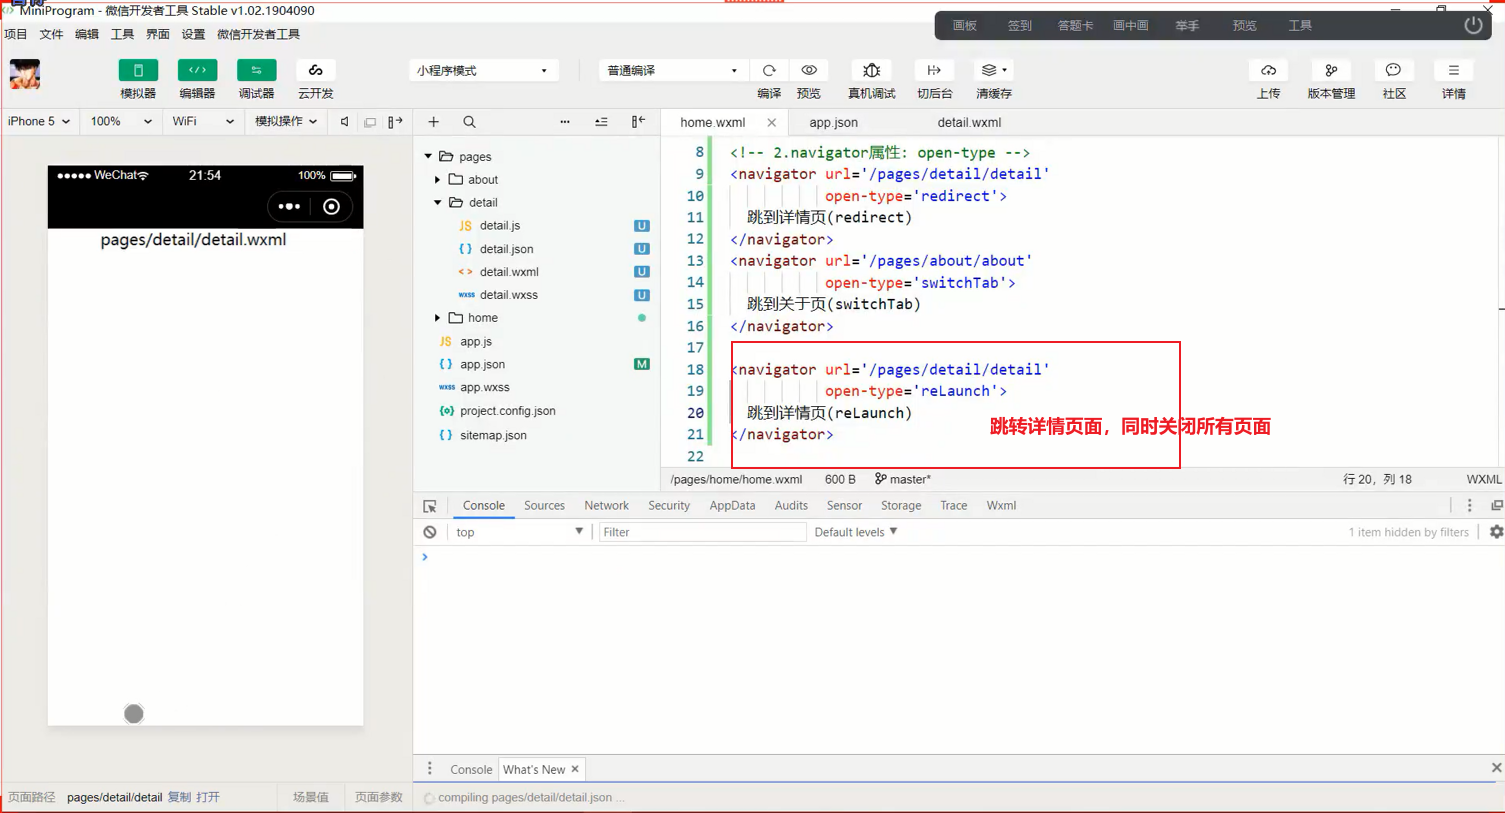 MiniProgram - 微信开发者工具 Stable v1.02.1904090
项目 文件 编辑 工具 界面 设置 微信开发者工具
画板 签到 答题卡 画中画 举手 预览 工具
小程序模式 普通编译
模拟器 编辑器 调试器 云开发 编译 预览 真机调试 切后台 清缓存 上传 版本管理 社区 详情
iPhone 5 100% WiFi 模拟操作
home.wxml app.json detail.wxml
WeChat 21:54 100%
pages/detail/detail.wxml
pages
about
detail
JS detail.js U
{ } detail.json U
<> detail.wxml U
wxss detail.wxss U
home
JS app.js
{ } app.json M
wxss app.wxss
{o} project.config.json
{ } sitemap.json
8 <!-- 2.navigator属性: open-type -->
9 <navigator url='/pages/detail/detail'
10 open-type='redirect'>
11 跳到详情页(redirect)
12 </navigator>
13 <navigator url='/pages/about/about'
14 open-type='switchTab'>
15 跳到关于页(switchTab)
16 </navigator>
17
18 <navigator url='/pages/detail/detail'
19 open-type='reLaunch'>
20 跳到详情页(reLaunch)
21 </navigator>
22
跳转详情页面，同时关闭所有页面
/pages/home/home.wxml 600 B master* 行 20，列 18 WXML
Console Sources Network Security AppData Audits Sensor Storage Trace Wxml
top Filter Default levels 1 item hidden by filters
Console What's New
页面路径 pages/detail/detail 复制 打开 场景值 页面参数 compiling pages/detail/detail.json ...